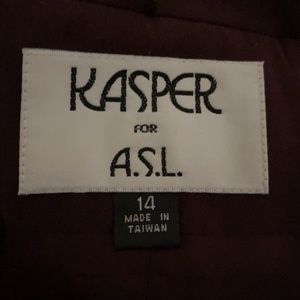 KASPER
FOR
A.S.L.
14
MADE IN
TAIWAN